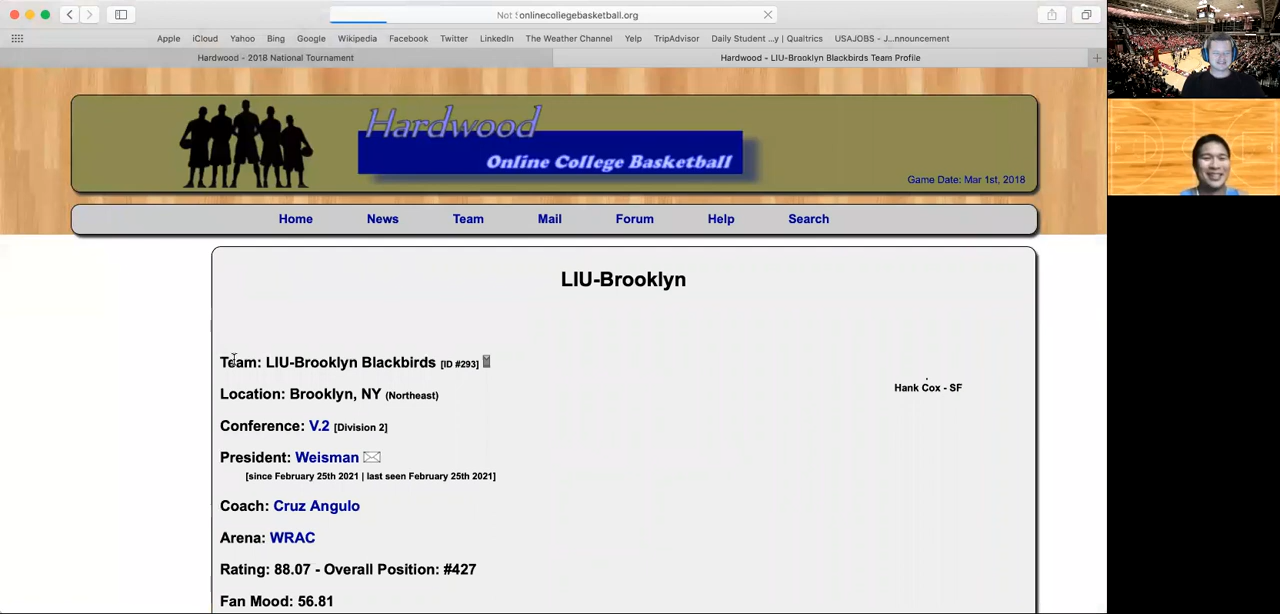 Not S onlinecollegebasketball.org
Apple iCloud Yahoo Bing Google Wikipedia Facebook Twitter LinkedIn The Weather Channel Yelp TripAdvisor Daily Student ...y | Qualtrics USAJOBS - J...nnouncement
Hardwood - 2018 National Tournament Hardwood - LIU-Brooklyn Blackbirds Team Profile
Hardwood
Online College Basketball
Game Date: Mar 1st, 2018
Home News Team Mail Forum Help Search
LIU-Brooklyn
Team: LIU-Brooklyn Blackbirds [ID #293]
Hank Cox - SF
Location: Brooklyn, NY (Northeast)
Conference: V.2 [Division 2]
President: Weisman
[since February 25th 2021 | last seen February 25th 2021]
Coach: Cruz Angulo
Arena: WRAC
Rating: 88.07 - Overall Position: #427
Fan Mood: 56.81